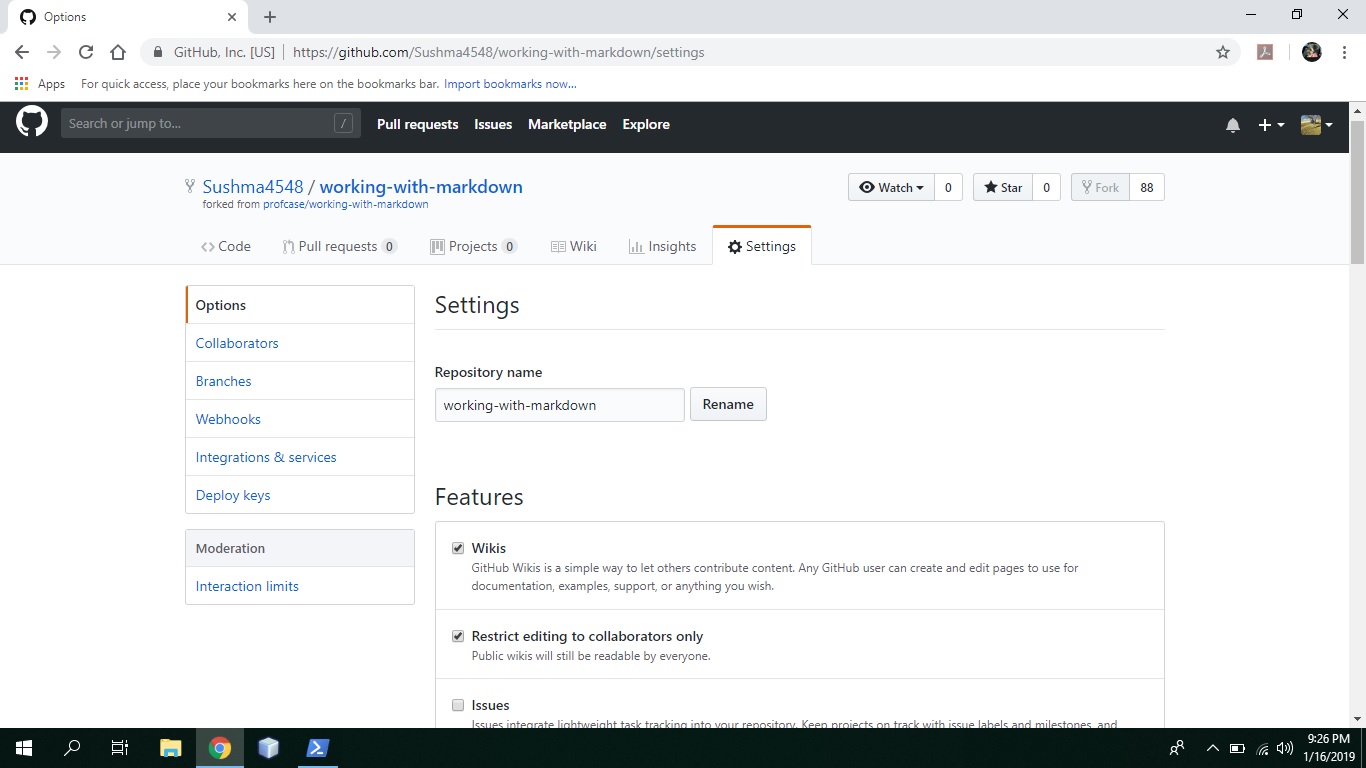 Options
GitHub, Inc. [US] | https://github.com/Sushma4548/working-with-markdown/settings
Apps For quick access, place your bookmarks here on the bookmarks bar. Import bookmarks now...
Search or jump to... / Pull requests Issues Marketplace Explore
Sushma4548 / working-with-markdown Watch 0 Star 0 Fork 88
forked from profcase/working-with-markdown
Code Pull requests 0 Projects 0 Wiki Insights Settings
Options
Collaborators
Branches
Webhooks
Integrations & services
Deploy keys
Moderation
Interaction limits
Settings
Repository name
working-with-markdown Rename
Features
Wikis
GitHub Wikis is a simple way to let others contribute content. Any GitHub user can create and edit pages to use for
documentation, examples, support, or anything you wish.
Restrict editing to collaborators only
Public wikis will still be readable by everyone.
Issues
Issues integrate lightweight task tracking into your repository. Keep projects on track with issue labels and milestones, and
9:26 PM
1/16/2019